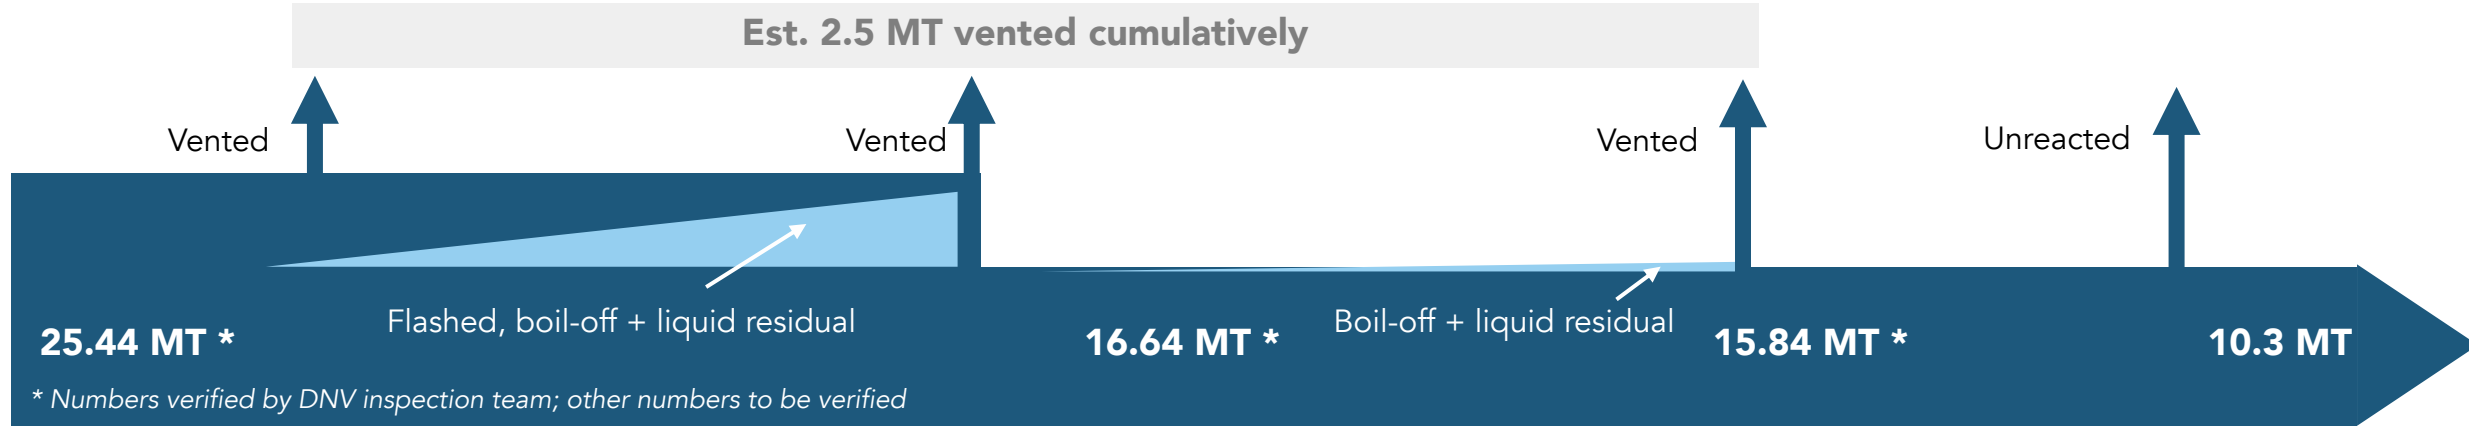 Est. 2.5 MT vented cumulatively
Vented
Vented
Vented
Unreacted
Flashed, boil-off + liquid residual
Boil-off + liquid residual
25.44 MT *
16.64 MT *
15.84 MT *
10.3 MT
* Numbers verified by DNV inspection team; other numbers to be verified